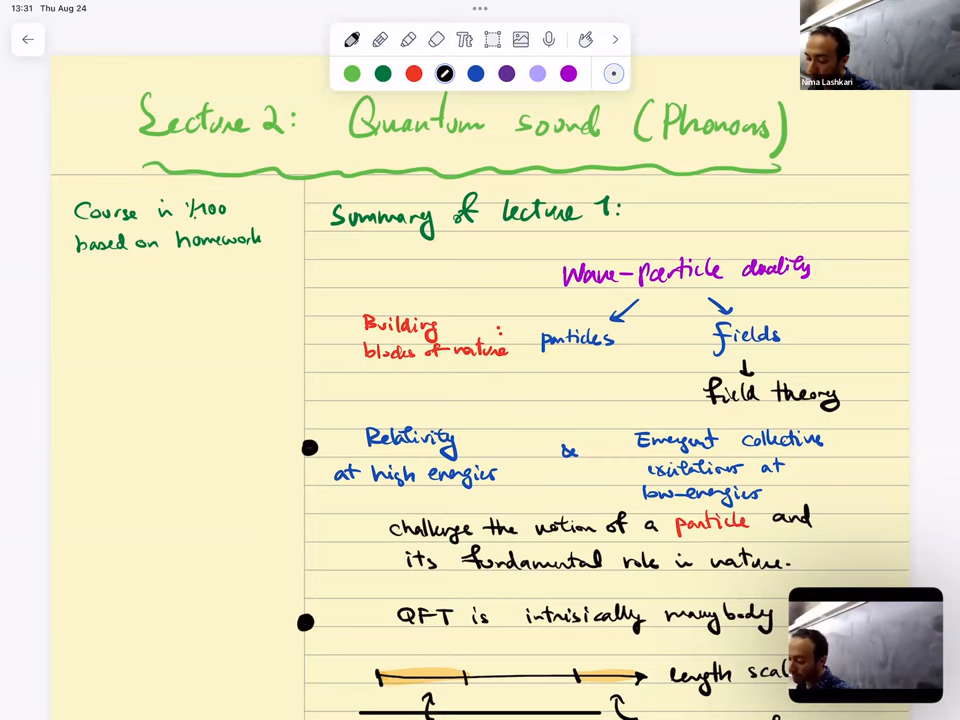 13:31 Thu Aug 24
Tt
Nima Lashkari
Lecture 2: Quantum sound (Phonons)
Course is %100
based on homework
Summary of lecture 1:
Wave-particle duality
Building
blocks of nature :
particles
fields
field theory
Relativity
at high energies
&
Emergent collective
exitations at
low-energies
challenge the notion of a particle and
its fundamental role in nature.
QFT is intrisically manybody
length scal